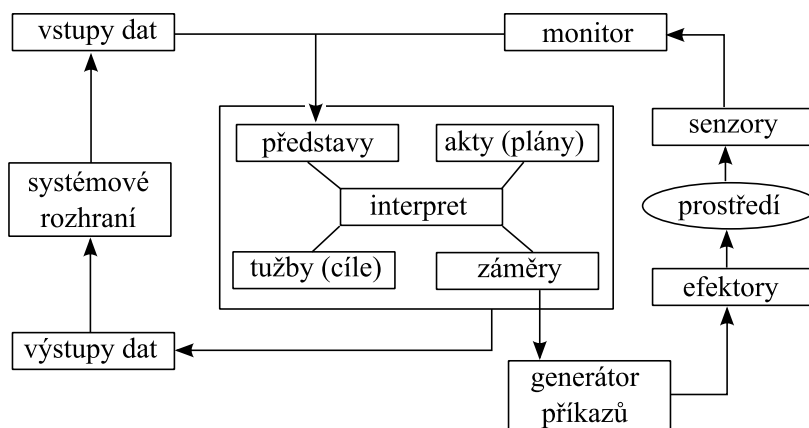 vstupy dat
monitor
senzory
představy
akty (plány)
systémové
rozhraní
interpret
prostředí
tužby (cíle)
záměry
efektory
výstupy dat
generátor
příkazů